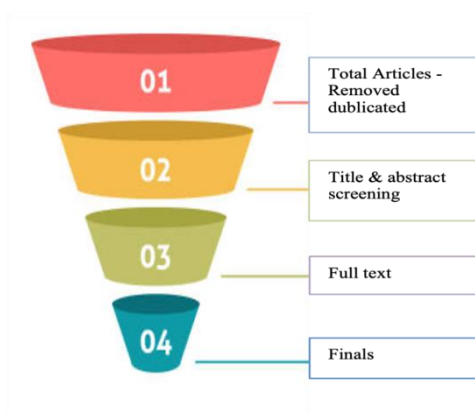 01
Total Articles -
Removed
dublicated
02
Title & abstract
screening
03
Full text
04
Finals